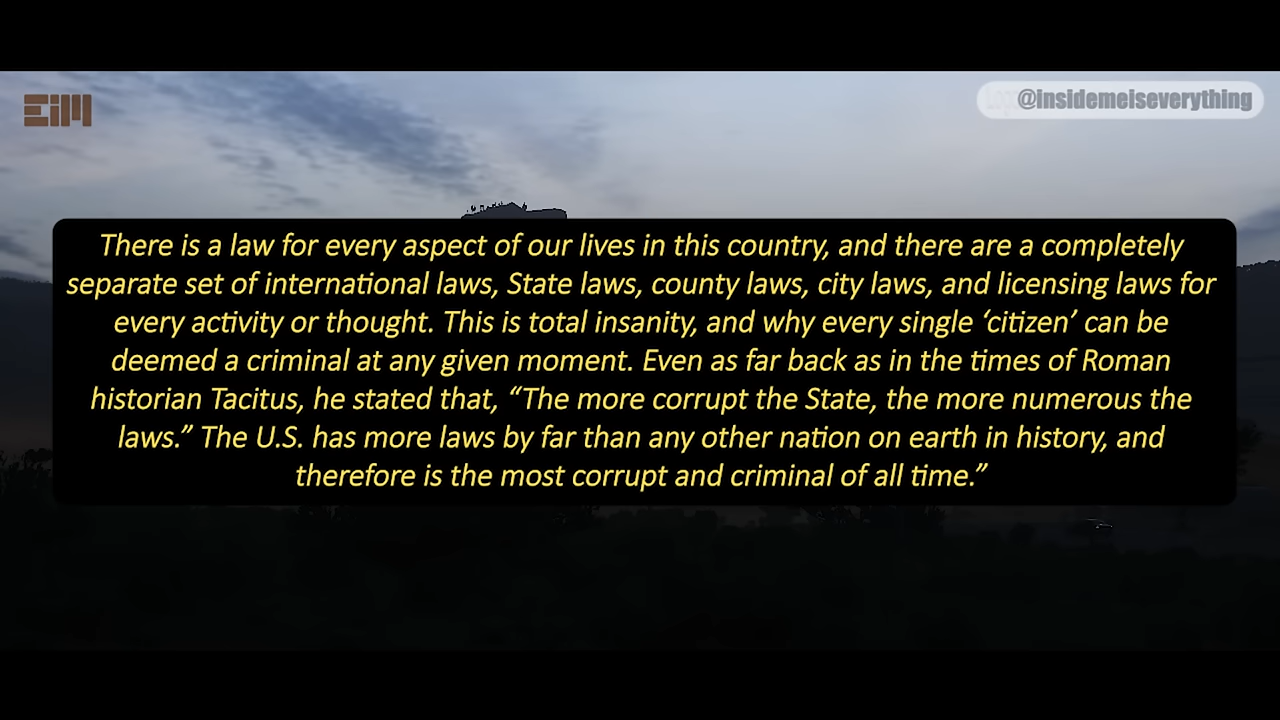 EiM
@insidemeiseverything
There is a law for every aspect of our lives in this country, and there are a completely
separate set of international laws, State laws, county laws, city laws, and licensing laws for
every activity or thought. This is total insanity, and why every single ‘citizen’ can be
deemed a criminal at any given moment. Even as far back as in the times of Roman
historian Tacitus, he stated that, “The more corrupt the State, the more numerous the
laws.” The U.S. has more laws by far than any other nation on earth in history, and
therefore is the most corrupt and criminal of all time.”